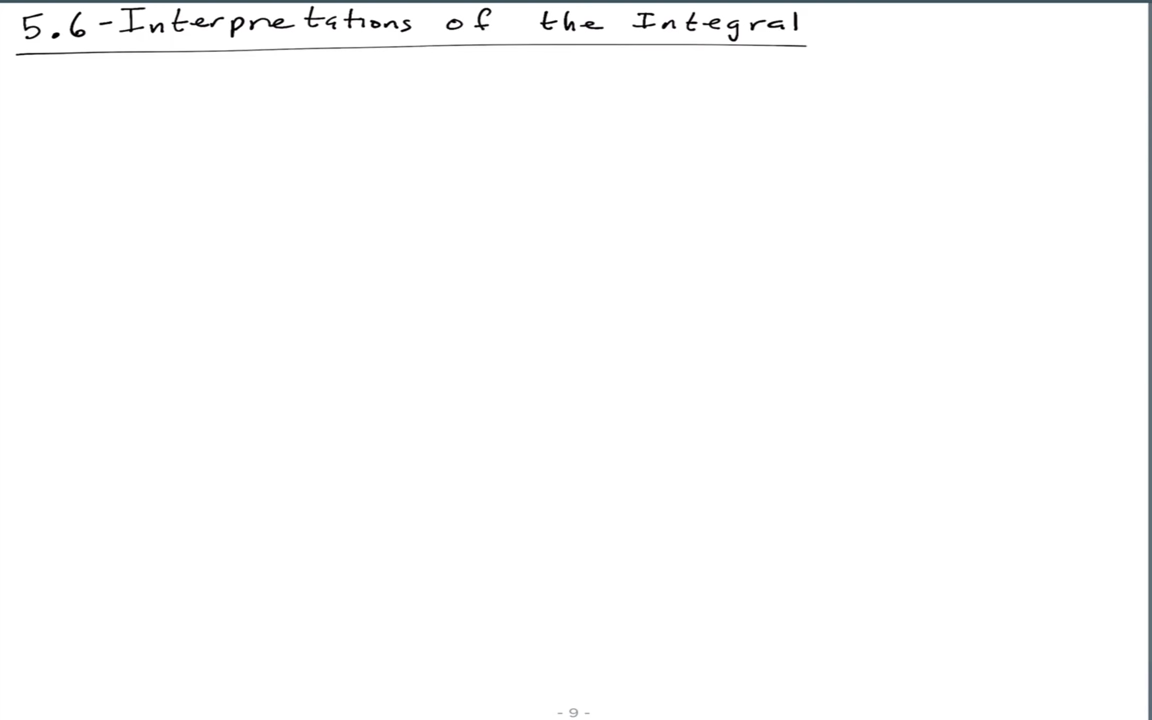 5.6-Interpretations of the Integral
- 9 -